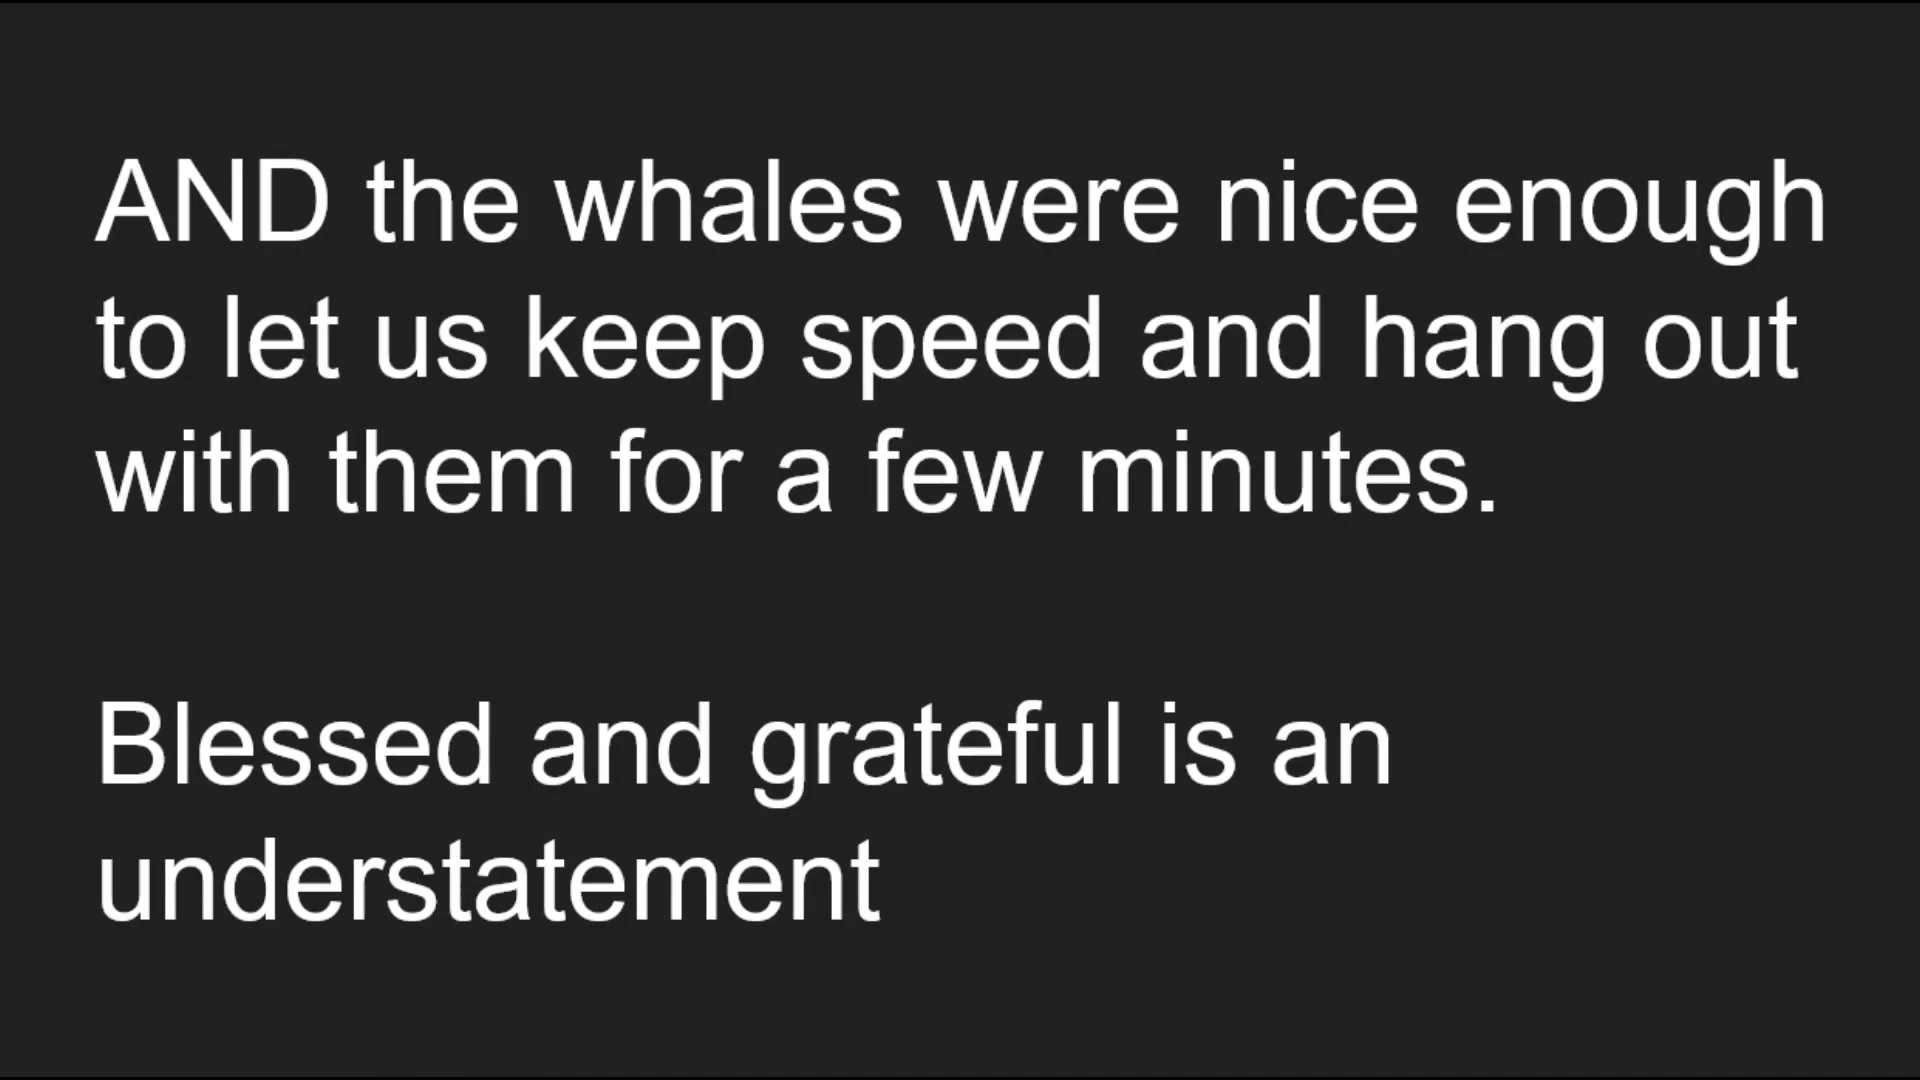 AND the whales were nice enough
to let us keep speed and hang out
with them for a few minutes.
Blessed and grateful is an
understatement